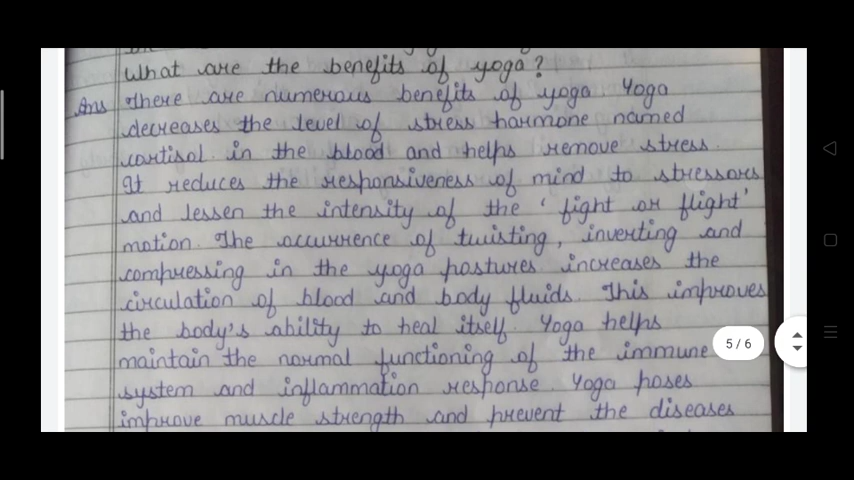 What are the benefits of yoga?
Ans There are numerous benefits of yoga. Yoga
decreases the level of stress harmone named
cortisol in the blood and helps remove stress.
It reduces the responsiveness of mind to stressors
and lessen the intensity of the 'fight or flight'
motion. The occurrence of twisting, inverting and
compressing in the yoga postures increases the
circulation of blood and body fluids. This improves
the body's ability to heal itself. Yoga helps
maintain the normal functioning of the immune
5/6
system and inflammation response. Yoga poses
improve muscle strength and prevent the diseases